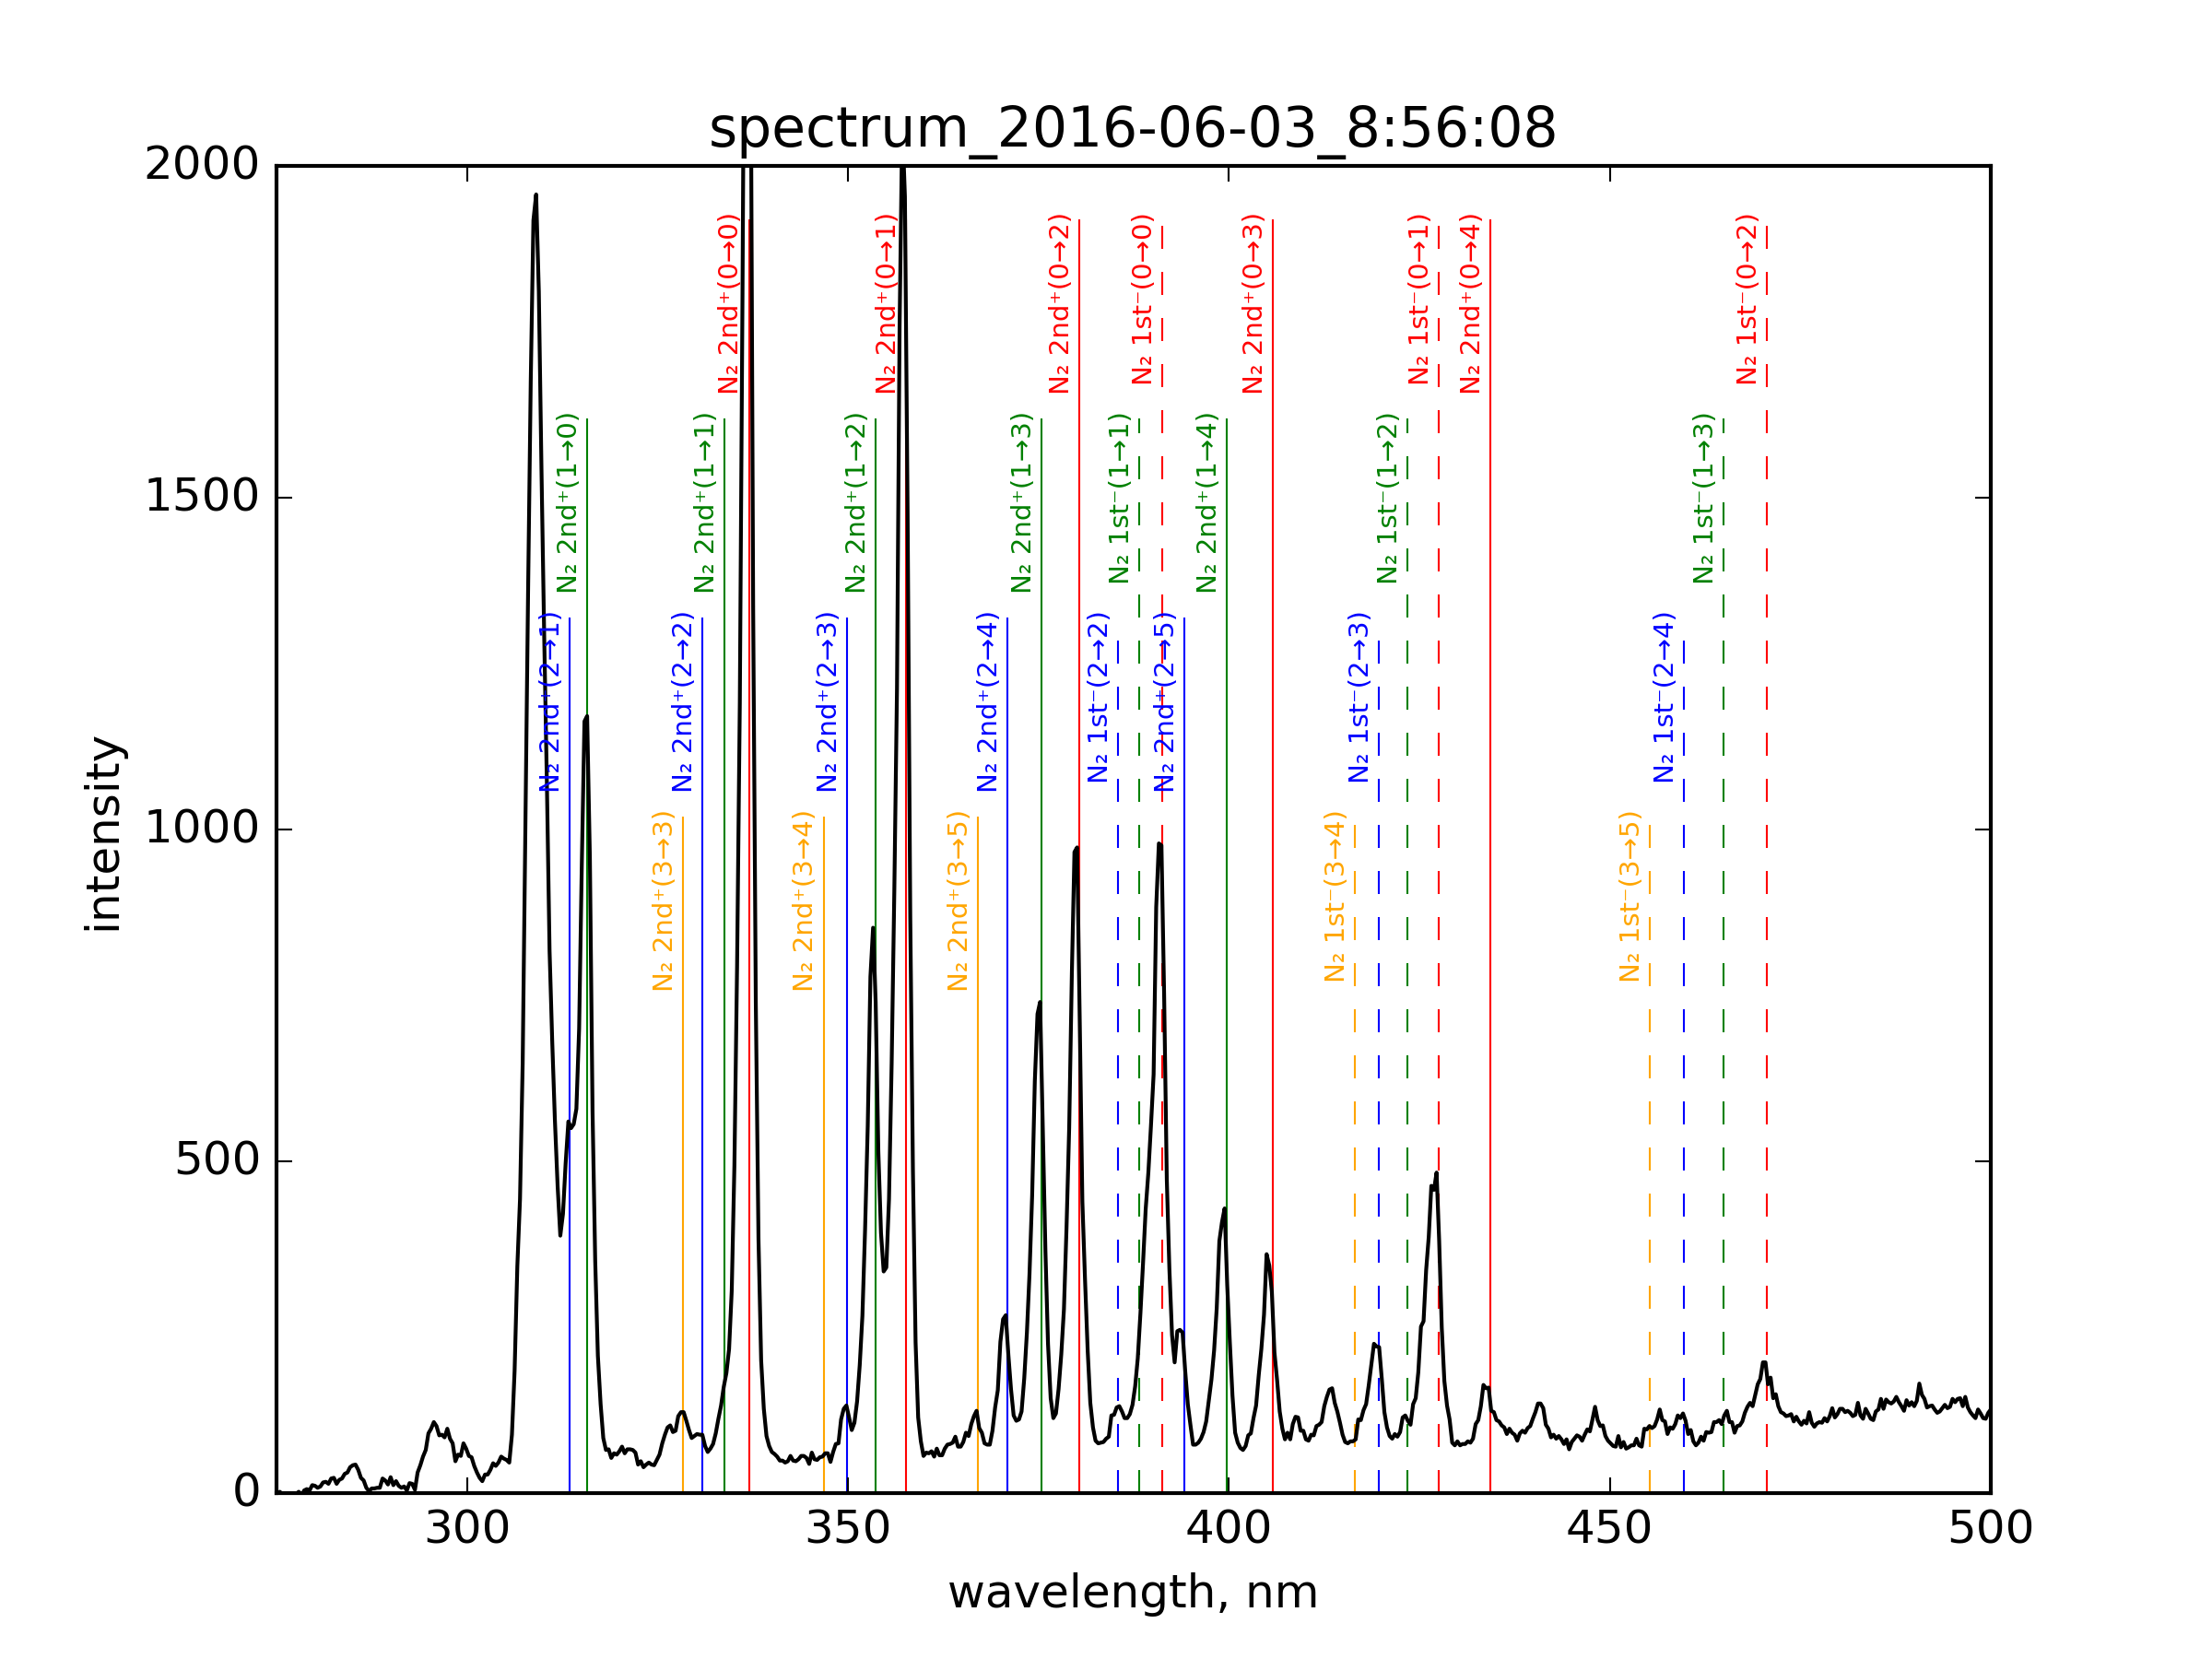 spectrum_2016-06-03_8:56:08
2000
1500
1000
500
0
intensity
N₂ 2nd⁺(0→0)
N₂ 2nd⁺(0→1)
N₂ 2nd⁺(0→2)
N₂ 1st⁻(0→0)
N₂ 2nd⁺(0→3)
N₂ 1st⁻(0→1)
N₂ 2nd⁺(0→4)
N₂ 1st⁻(0→2)
N₂ 2nd⁺(1→0)
N₂ 2nd⁺(1→1)
N₂ 2nd⁺(1→2)
N₂ 2nd⁺(1→3)
N₂ 1st⁻(1→1)
N₂ 2nd⁺(1→4)
N₂ 1st⁻(1→2)
N₂ 1st⁻(1→3)
N₂ 2nd⁺(2→1)
N₂ 2nd⁺(2→2)
N₂ 2nd⁺(2→3)
N₂ 2nd⁺(2→4)
N₂ 1st⁻(2→2)
N₂ 2nd⁺(2→5)
N₂ 1st⁻(2→3)
N₂ 1st⁻(2→4)
N₂ 2nd⁺(3→3)
N₂ 2nd⁺(3→4)
N₂ 2nd⁺(3→5)
N₂ 1st⁻(3→4)
N₂ 1st⁻(3→5)
300 350 400 450 500
wavelength, nm